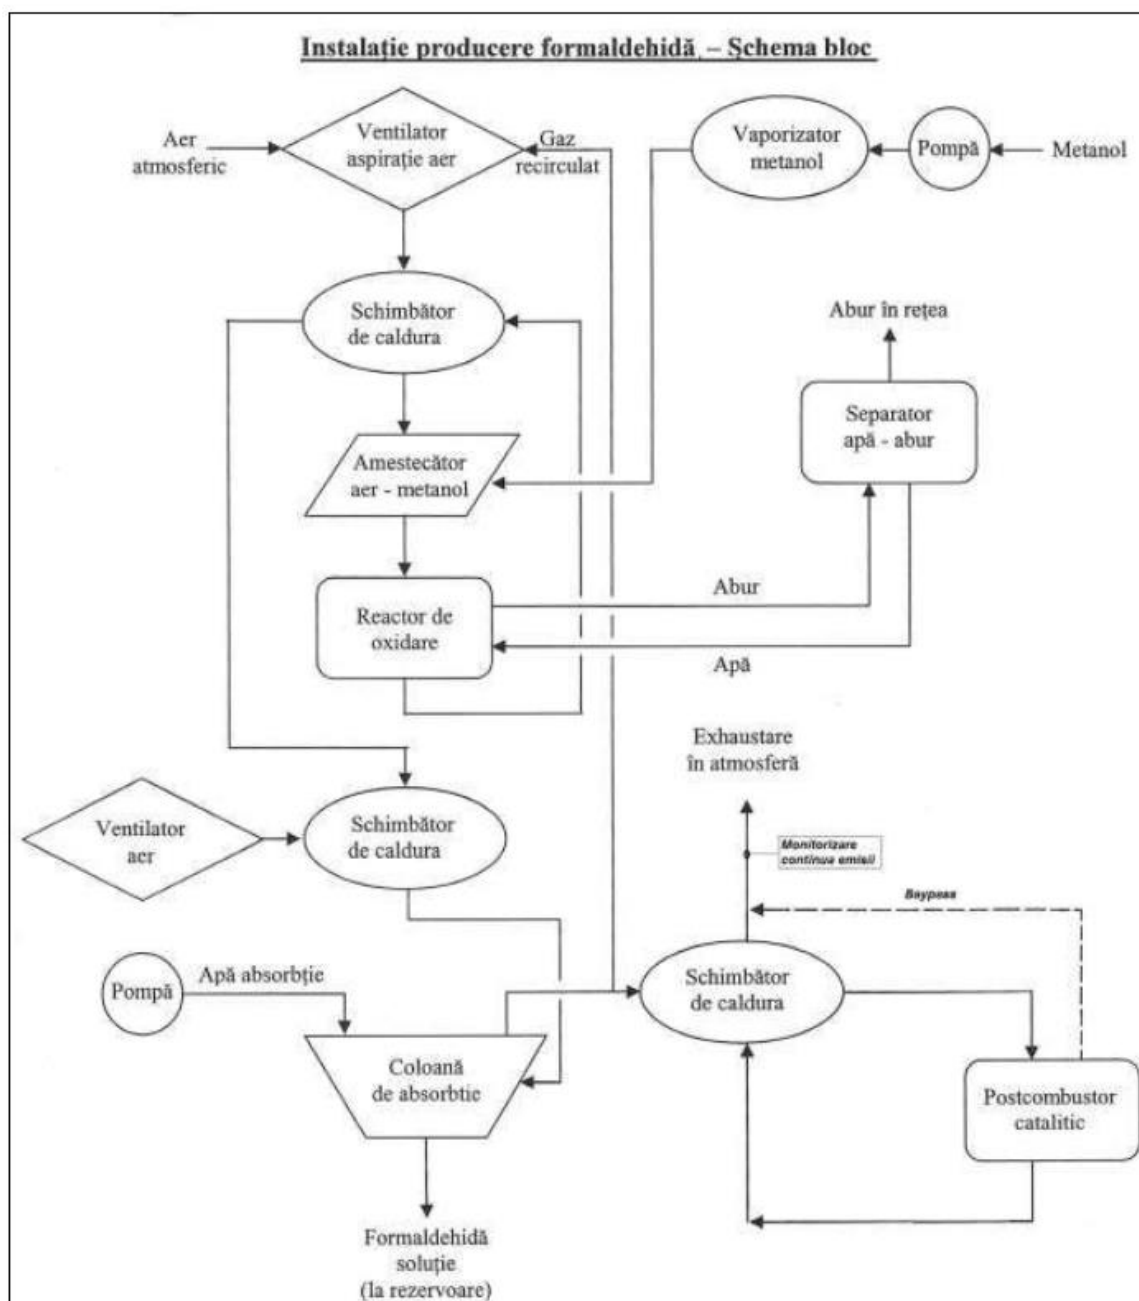 Instalație producere formaldehidă – Schema bloc
Aer
atmosferic
Ventilator
aspirație aer
Gaz
recirculat
Vaporizator
metanol
Pompă
Metanol
Schimbător
de caldura
Abur în rețea
Separator
apă - abur
Amestecător
aer - metanol
Reactor de
oxidare
Abur
Apă
Exhaustare
în atmosferă
Ventilator
aer
Schimbător
de caldura
Monitorizare
continua emisii
Baypass
Pompă
Apă absorbție
Schimbător
de caldura
Coloană
de absorbtie
Postcombustor
catalitic
Formaldehidă
soluție
(la rezervoare)